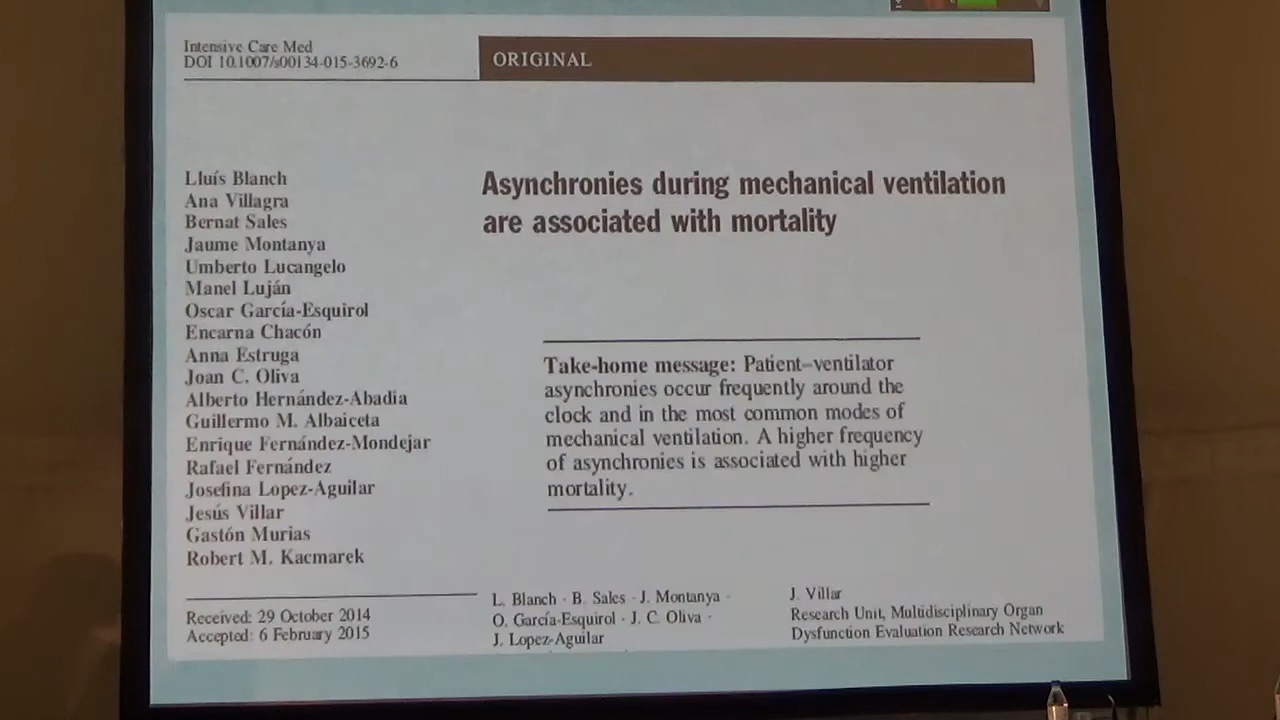 Intensive Care Med
DOI 10.1007/s00134-015-3692-6
ORIGINAL
Lluís Blanch
Ana Villagra
Bernat Sales
Jaume Montanya
Umberto Lucangelo
Manel Luján
Oscar García-Esquirol
Encarna Chacón
Anna Estruga
Joan C. Oliva
Alberto Hernández-Abadia
Guillermo M. Albaiceta
Enrique Fernández-Mondejar
Rafael Fernández
Josefina Lopez-Aguilar
Jesús Villar
Gastón Murias
Robert M. Kacmarek
Asynchronies during mechanical ventilation
are associated with mortality
Take-home message: Patient–ventilator
asynchronies occur frequently around the
clock and in the most common modes of
mechanical ventilation. A higher frequency
of asynchronies is associated with higher
mortality.
Received: 29 October 2014
Accepted: 6 February 2015
L. Blanch · B. Sales · J. Montanya ·
O. García-Esquirol · J. C. Oliva ·
J. Lopez-Aguilar
J. Villar
Research Unit, Multidisciplinary Organ
Dysfunction Evaluation Research Network